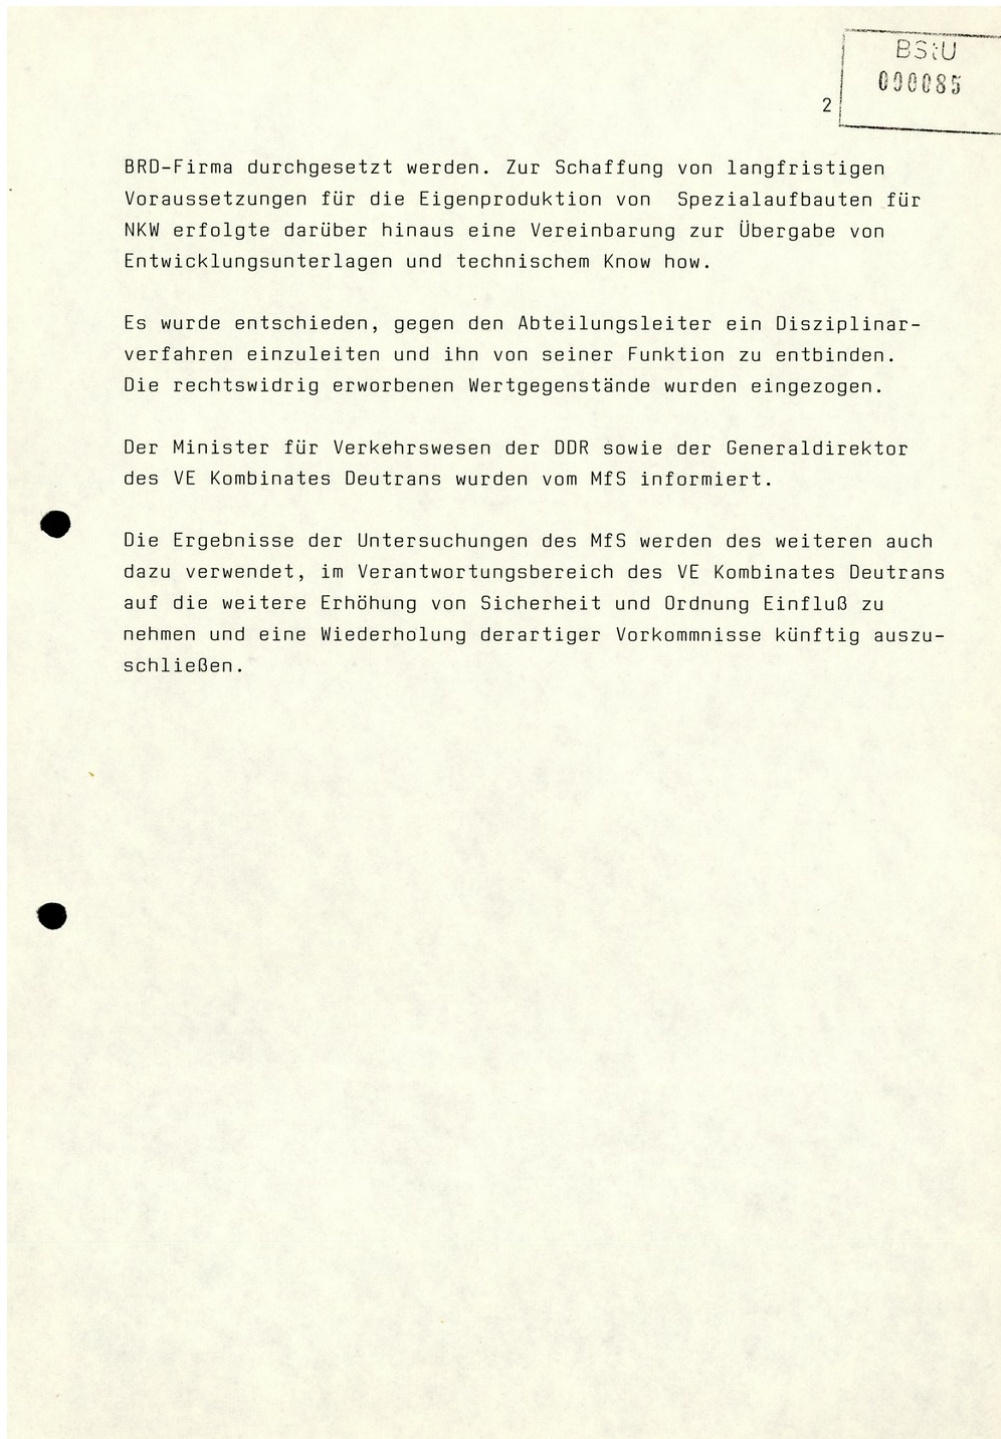 BStU
000085
2
BRD-Firma durchgesetzt werden. Zur Schaffung von langfristigen
Voraussetzungen für die Eigenproduktion von  Spezialaufbauten für
NKW erfolgte darüber hinaus eine Vereinbarung zur Übergabe von
Entwicklungsunterlagen und technischem Know how.
Es wurde entschieden, gegen den Abteilungsleiter ein Disziplinar-
verfahren einzuleiten und ihn von seiner Funktion zu entbinden.
Die rechtswidrig erworbenen Wertgegenstände wurden eingezogen.
Der Minister für Verkehrswesen der DDR sowie der Generaldirektor
des VE Kombinates Deutrans wurden vom MfS informiert.
Die Ergebnisse der Untersuchungen des MfS werden des weiteren auch
dazu verwendet, im Verantwortungsbereich des VE Kombinates Deutrans
auf die weitere Erhöhung von Sicherheit und Ordnung Einfluß zu
nehmen und eine Wiederholung derartiger Vorkommnisse künftig auszu-
schließen.